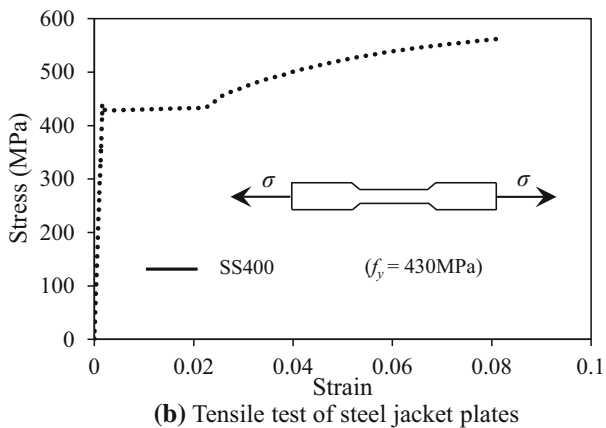 600
500
400
300
200
100
0
Stress (MPa)
σ
σ
SS400
(f_y = 430MPa)
0
0.02
0.04
0.06
0.08
0.1
Strain
(b) Tensile test of steel jacket plates